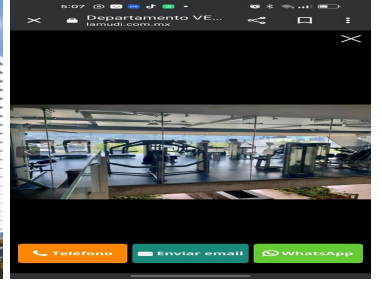 5:07
Departamento VE...
lamudi.com.mx
Teléfono
Enviar email
WhatsApp